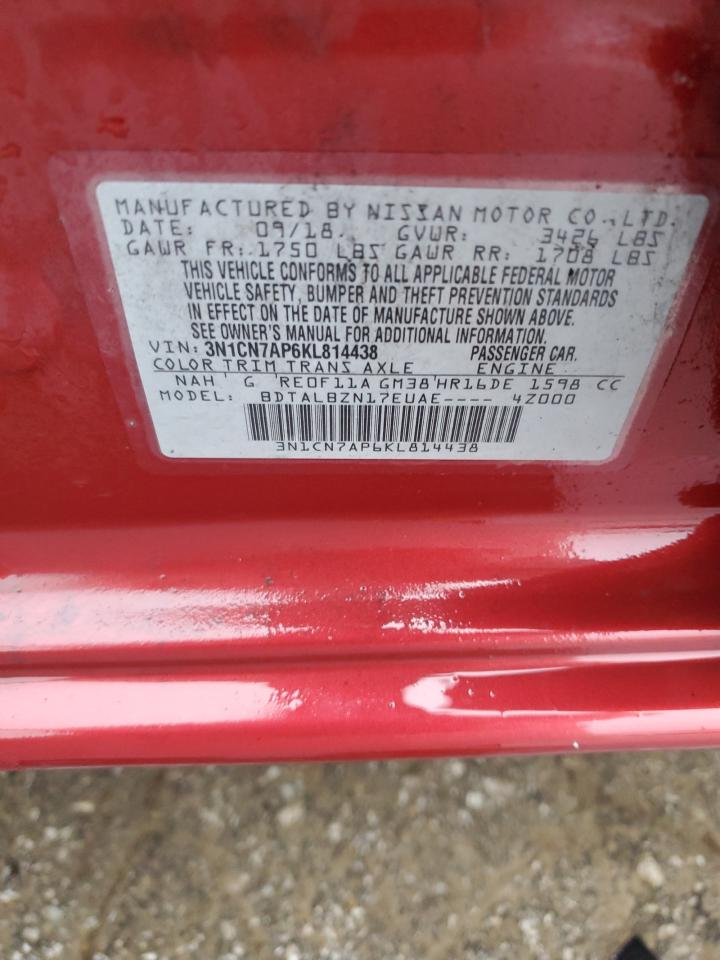 MANUFACTURED BY NISSAN MOTOR CO., LTD.
DATE: 09/18. GVWR: 3426 LBS
GAWR FR: 1750 LBS GAWR RR: 1708 LBS
THIS VEHICLE CONFORMS TO ALL APPLICABLE FEDERAL MOTOR
VEHICLE SAFETY, BUMPER AND THEFT PREVENTION STANDARDS
IN EFFECT ON THE DATE OF MANUFACTURE SHOWN ABOVE.
SEE OWNER'S MANUAL FOR ADDITIONAL INFORMATION.
VIN: 3N1CN7AP6KL814438 PASSENGER CAR.
COLOR TRIM TRANS AXLE ENGINE
NAH' G 'RE0F11A GM38'HR16DE 1598 CC
MODEL: BDTALBZN17EUAE---- 4Z000
3N1CN7AP6KL814438